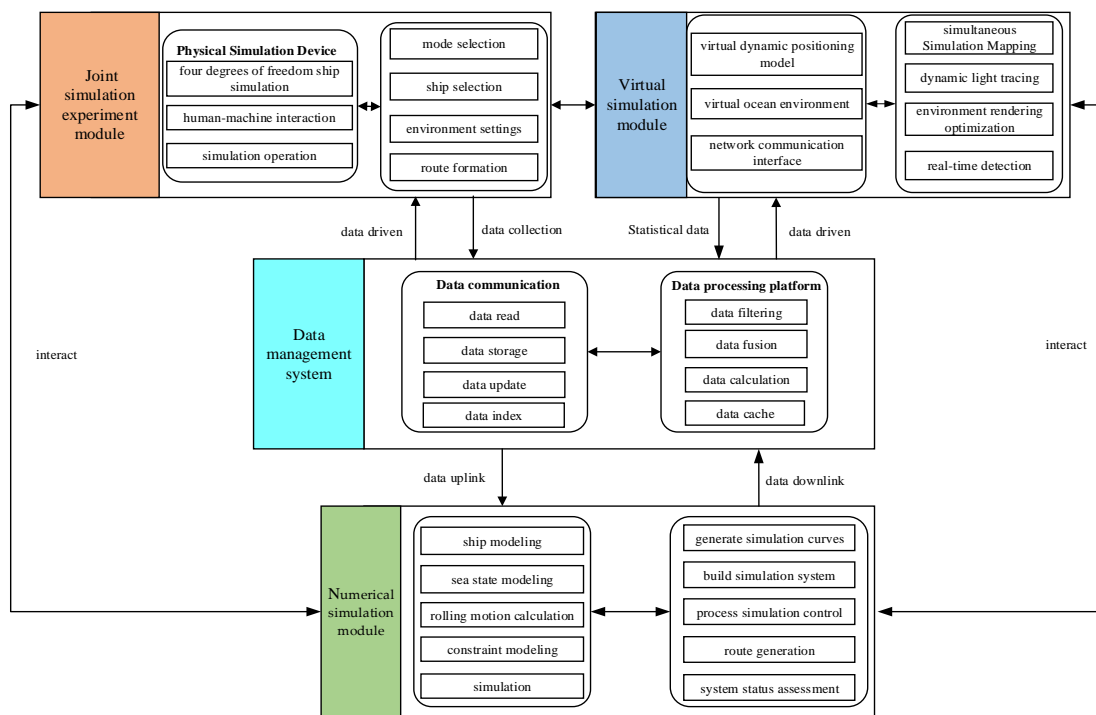 Joint
simulation
experiment
module
Physical Simulation Device
four degrees of freedom ship
simulation
human-machine interaction
simulation operation
mode selection
ship selection
environment settings
route formation
Virtual
simulation
module
virtual dynamic positioning
model
virtual ocean environment
network communication
interface
simultaneous
Simulation Mapping
dynamic light tracing
environment rendering
optimization
real-time detection
data driven
data collection
Statistical data
data driven
interact
interact
Data
management
system
Data communication
data read
data storage
data update
data index
Data processing platform
data filtering
data fusion
data calculation
data cache
data uplink
data downlink
Numerical
simulation
module
ship modeling
sea state modeling
rolling motion calculation
constraint modeling
simulation
generate simulation curves
build simulation system
process simulation control
route generation
system status assessment